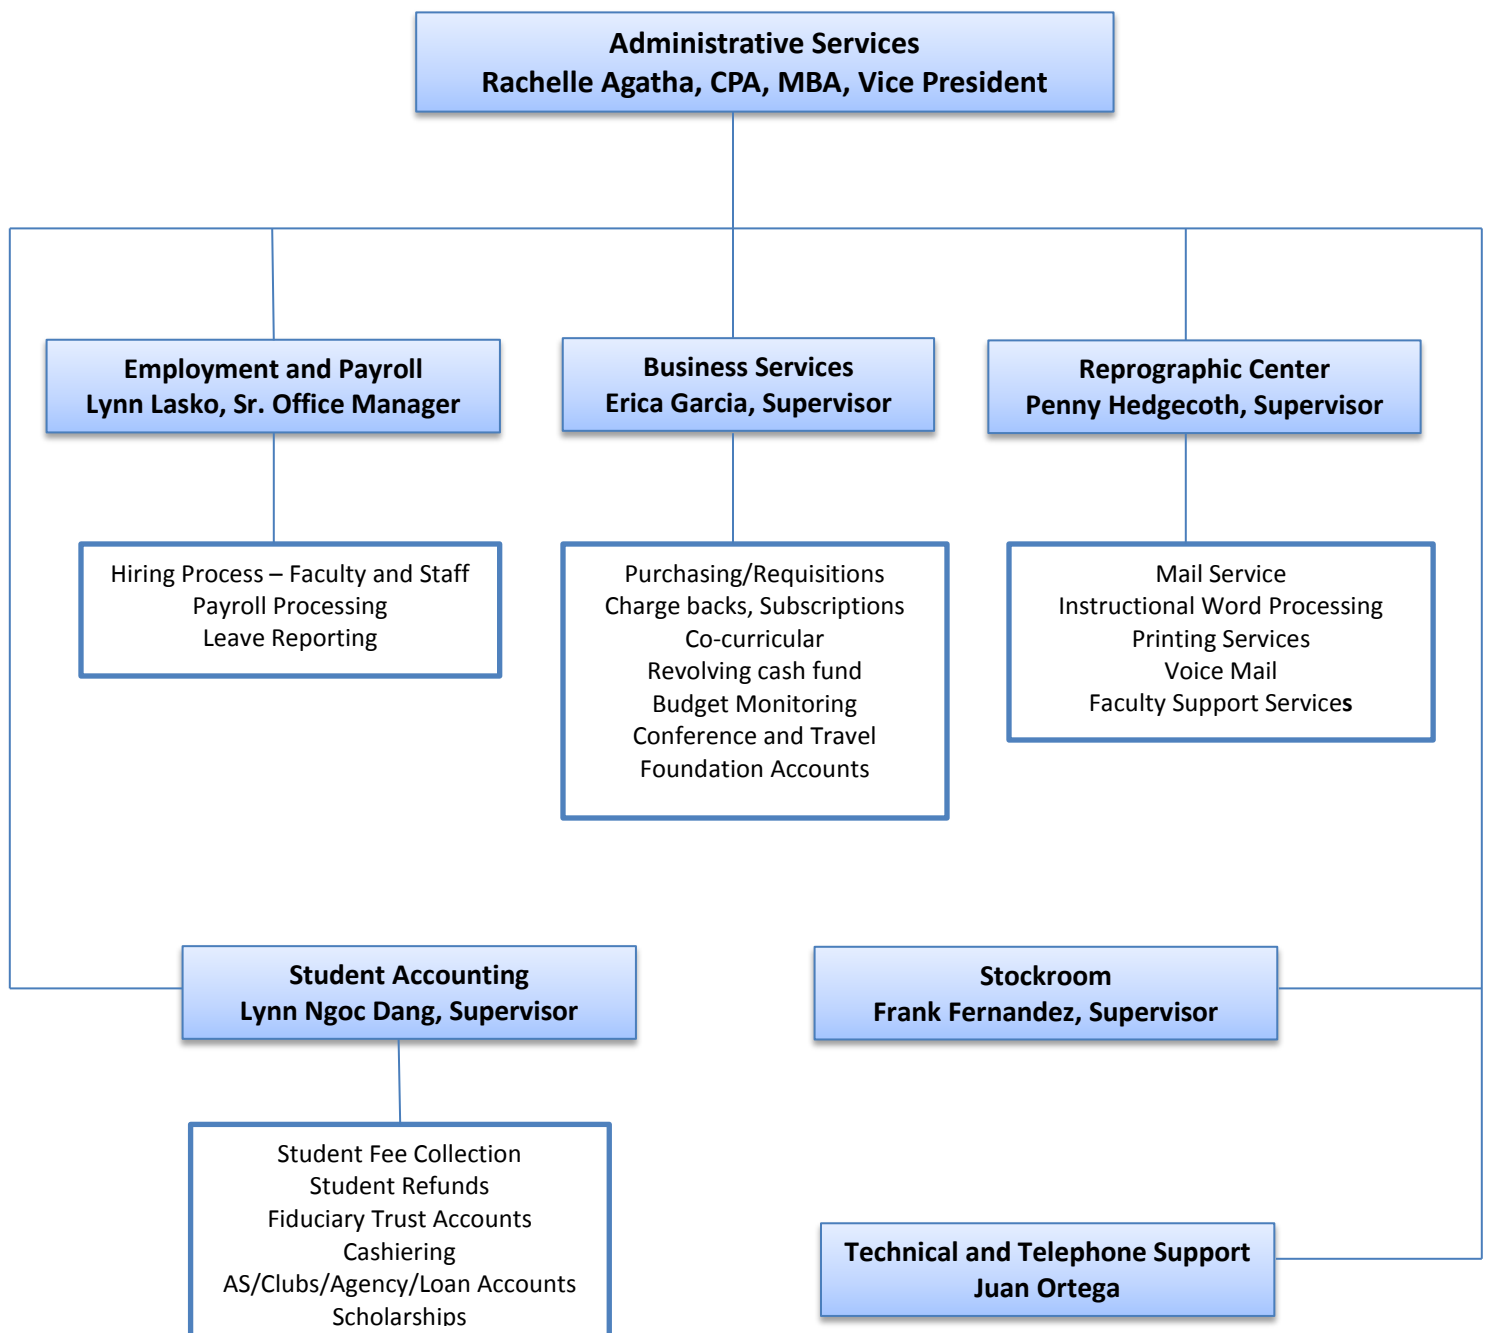 Administrative Services
Rachelle Agatha, CPA, MBA, Vice President
Employment and Payroll
Lynn Lasko, Sr. Office Manager
Business Services
Erica Garcia, Supervisor
Reprographic Center
Penny Hedgecoth, Supervisor
Hiring Process – Faculty and Staff
Payroll Processing
Leave Reporting
Purchasing/Requisitions
Charge backs, Subscriptions
Co-curricular
Revolving cash fund
Budget Monitoring
Conference and Travel
Foundation Accounts
Mail Service
Instructional Word Processing
Printing Services
Voice Mail
Faculty Support Services
Student Accounting
Lynn Ngoc Dang, Supervisor
Stockroom
Frank Fernandez, Supervisor
Student Fee Collection
Student Refunds
Fiduciary Trust Accounts
Cashiering
AS/Clubs/Agency/Loan Accounts
Scholarships
Technical and Telephone Support
Juan Ortega